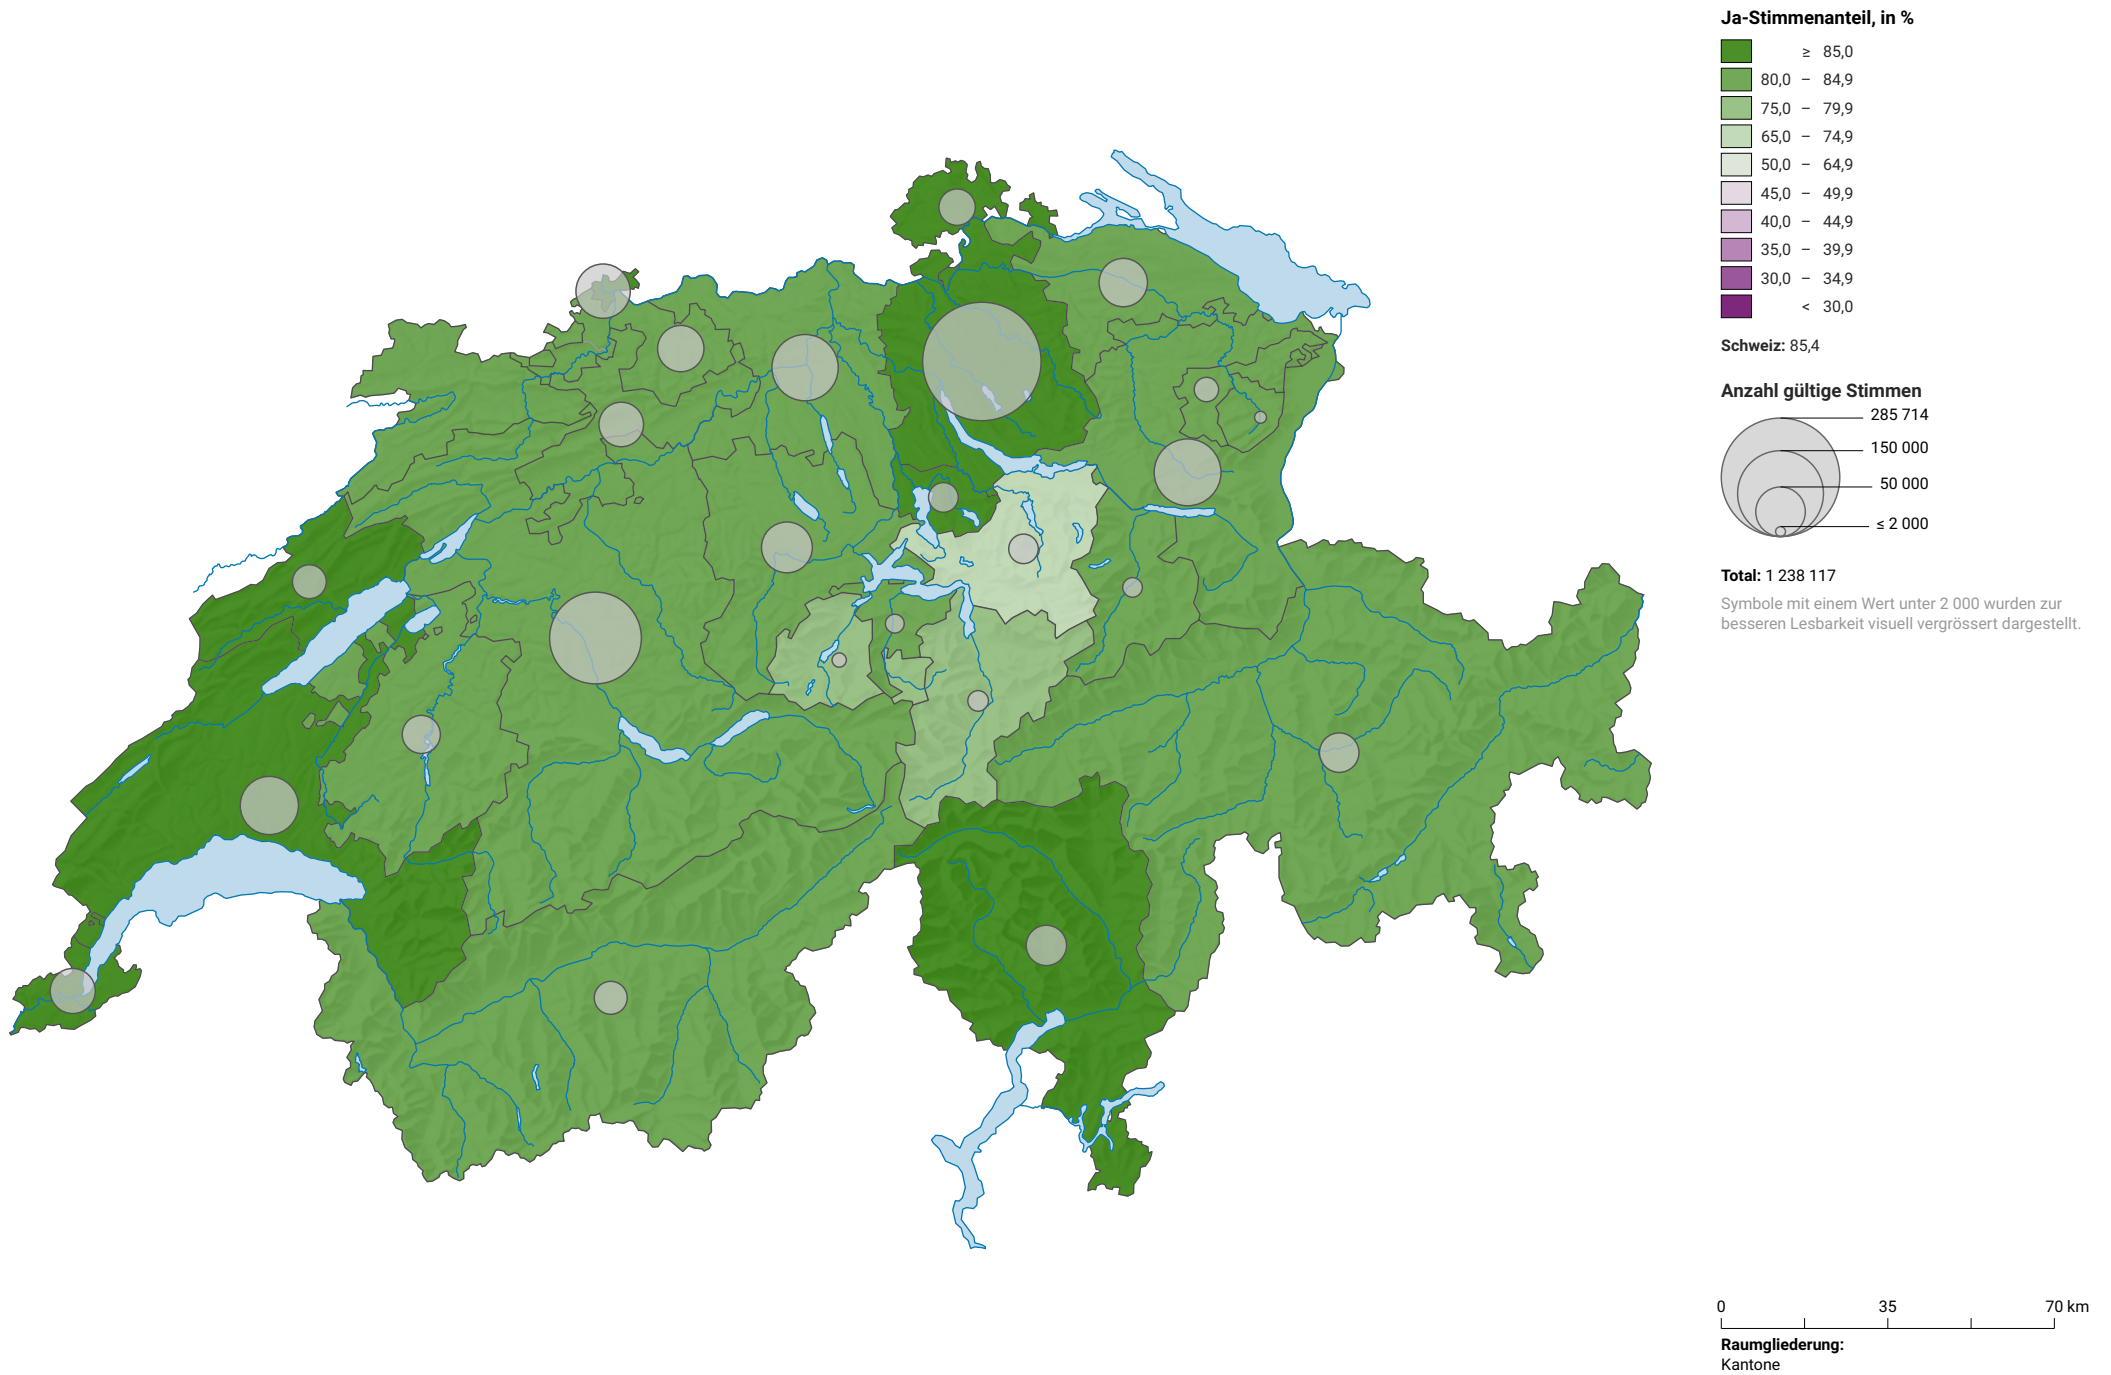 Ja-Stimmenanteil, in %
≥ 85,0
80,0 – 84,9
75,0 – 79,9
65,0 – 74,9
50,0 – 64,9
45,0 – 49,9
40,0 – 44,9
35,0 – 39,9
30,0 – 34,9
< 30,0
Schweiz: 85,4
Anzahl gültige Stimmen
285 714
150 000
50 000
≤ 2 000
Total: 1 238 117
Symbole mit einem Wert unter 2 000 wurden zur
besseren Lesbarkeit visuell vergrössert dargestellt.
0 35 70 km
Raumgliederung:
Kantone